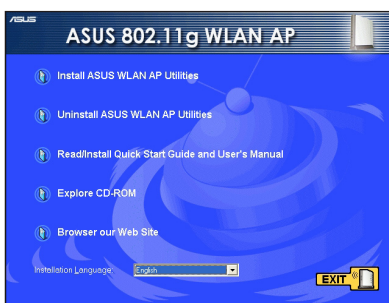 ASUS
ASUS 802.11g WLAN AP
Install ASUS WLAN AP Utilities
Uninstall ASUS WLAN AP Utilities
Read/Install Quick Start Guide and User's Manual
Explore CD-ROM
Browser our Web Site
Installation Language: English
EXIT